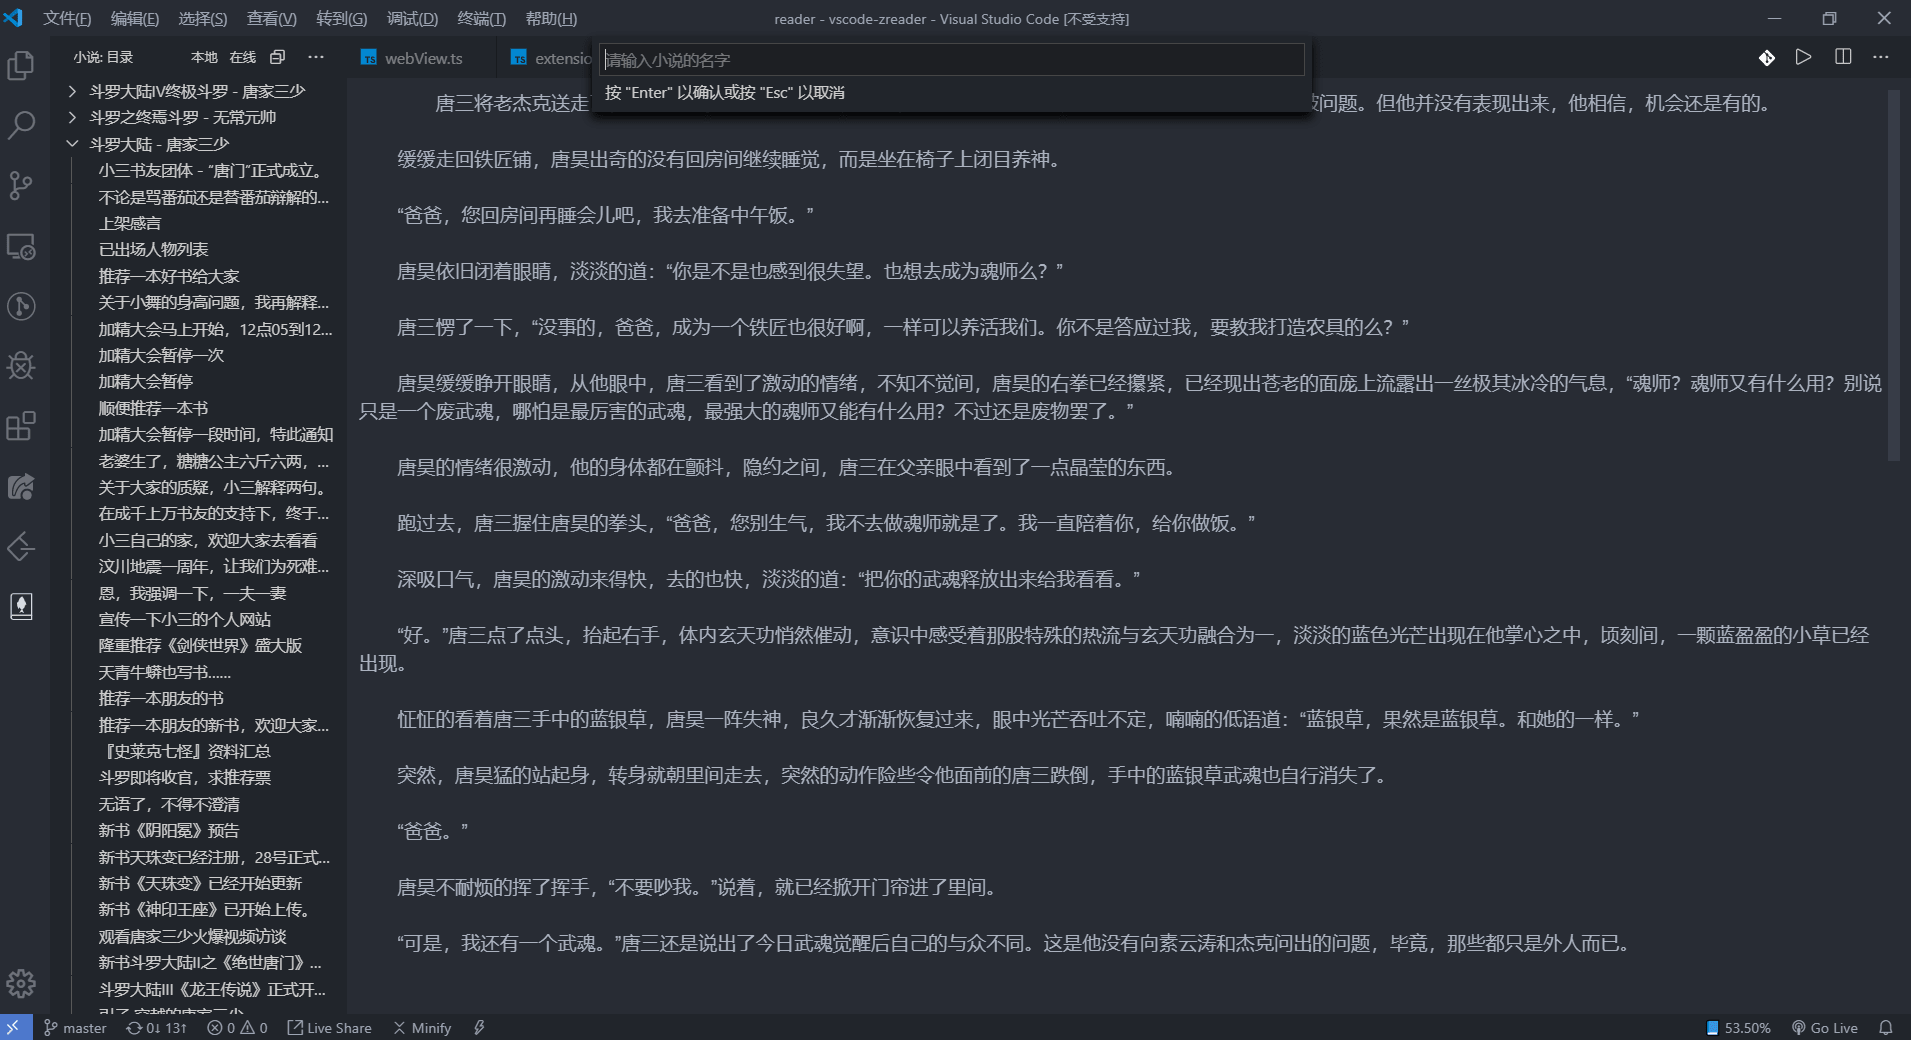 文件(F) 编辑(E) 选择(S) 查看(V) 转到(G) 调试(D) 终端(T) 帮助(H)
reader - vscode-zreader - Visual Studio Code [不受支持]
小说: 目录 本地 在线
webView.ts
extensio
请输入小说的名字
按 "Enter" 以确认或按 "Esc" 以取消
斗罗大陆IV终极斗罗 - 唐家三少
斗罗之终焉斗罗 - 无常元帅
斗罗大陆 - 唐家三少
小三书友团体 - “唐门”正式成立。
不论是骂番茄还是替番茄辩解的...
上架感言
已出场人物列表
推荐一本好书给大家
关于小舞的身高问题，我再解释...
加精大会马上开始，12点05到12...
加精大会暂停一次
加精大会暂停
顺便推荐一本书
加精大会暂停一段时间，特此通知
老婆生了，糖糖公主六斤六两，...
关于大家的质疑，小三解释两句。
在成千上万书友的支持下，终于...
小三自己的家，欢迎大家去看看
汶川地震一周年，让我们为死难...
恩，我强调一下，一夫一妻
宣传一下小三的个人网站
隆重推荐《剑侠世界》盛大版
天青牛蟒也写书......
推荐一本朋友的书
推荐一本朋友的新书，欢迎大家...
『史莱克七怪』资料汇总
斗罗即将收官，求推荐票
无语了，不得不澄清
新书《阴阳冕》预告
新书天珠变已经注册，28号正式...
新书《天珠变》已经开始更新
新书《神印王座》已开始上传。
观看唐家三少火爆视频访谈
新书斗罗大陆II之《绝世唐门》...
斗罗大陆III《龙王传说》正式开...
唐三将老杰克送走
问题。但他并没有表现出来，他相信，机会还是有的。
缓缓走回铁匠铺，唐昊出奇的没有回房间继续睡觉，而是坐在椅子上闭目养神。
“爸爸，您回房间再睡会儿吧，我去准备中午饭。”
唐昊依旧闭着眼睛，淡淡的道：“你是不是也感到很失望。也想去成为魂师么？”
唐三愣了一下，“没事的，爸爸，成为一个铁匠也很好啊，一样可以养活我们。你不是答应过我，要教我打造农具的么？”
唐昊缓缓睁开眼睛，从他眼中，唐三看到了激动的情绪，不知不觉间，唐昊的右拳已经攥紧，已经现出苍老的面庞上流露出一丝极其冰冷的气息，“魂师？魂师又有什么用？别说
只是一个废武魂，哪怕是最厉害的武魂，最强大的魂师又能有什么用？不过还是废物罢了。”
唐昊的情绪很激动，他的身体都在颤抖，隐约之间，唐三在父亲眼中看到了一点晶莹的东西。
跑过去，唐三握住唐昊的拳头，“爸爸，您别生气，我不去做魂师就是了。我一直陪着你，给你做饭。”
深吸口气，唐昊的激动来得快，去的也快，淡淡的道：“把你的武魂释放出来给我看看。”
“好。”唐三点了点头，抬起右手，体内玄天功悄然催动，意识中感受着那股特殊的热流与玄天功融合为一，淡淡的蓝色光芒出现在他掌心之中，顷刻间，一颗蓝盈盈的小草已经
出现。
怔怔的看着唐三手中的蓝银草，唐昊一阵失神，良久才渐渐恢复过来，眼中光芒吞吐不定，喃喃的低语道：“蓝银草，果然是蓝银草。和她的一样。”
突然，唐昊猛的站起身，转身就朝里间走去，突然的动作险些令他面前的唐三跌倒，手中的蓝银草武魂也自行消失了。
“爸爸。”
唐昊不耐烦的挥了挥手，“不要吵我。”说着，就已经掀开门帘进了里间。
“可是，我还有一个武魂。”唐三还是说出了今日武魂觉醒后自己的与众不同。这是他没有向素云涛和杰克问出的问题，毕竟，那些都只是外人而已。
master 0↓ 13↑ 0 0 Live Share Minify 53.50% Go Live